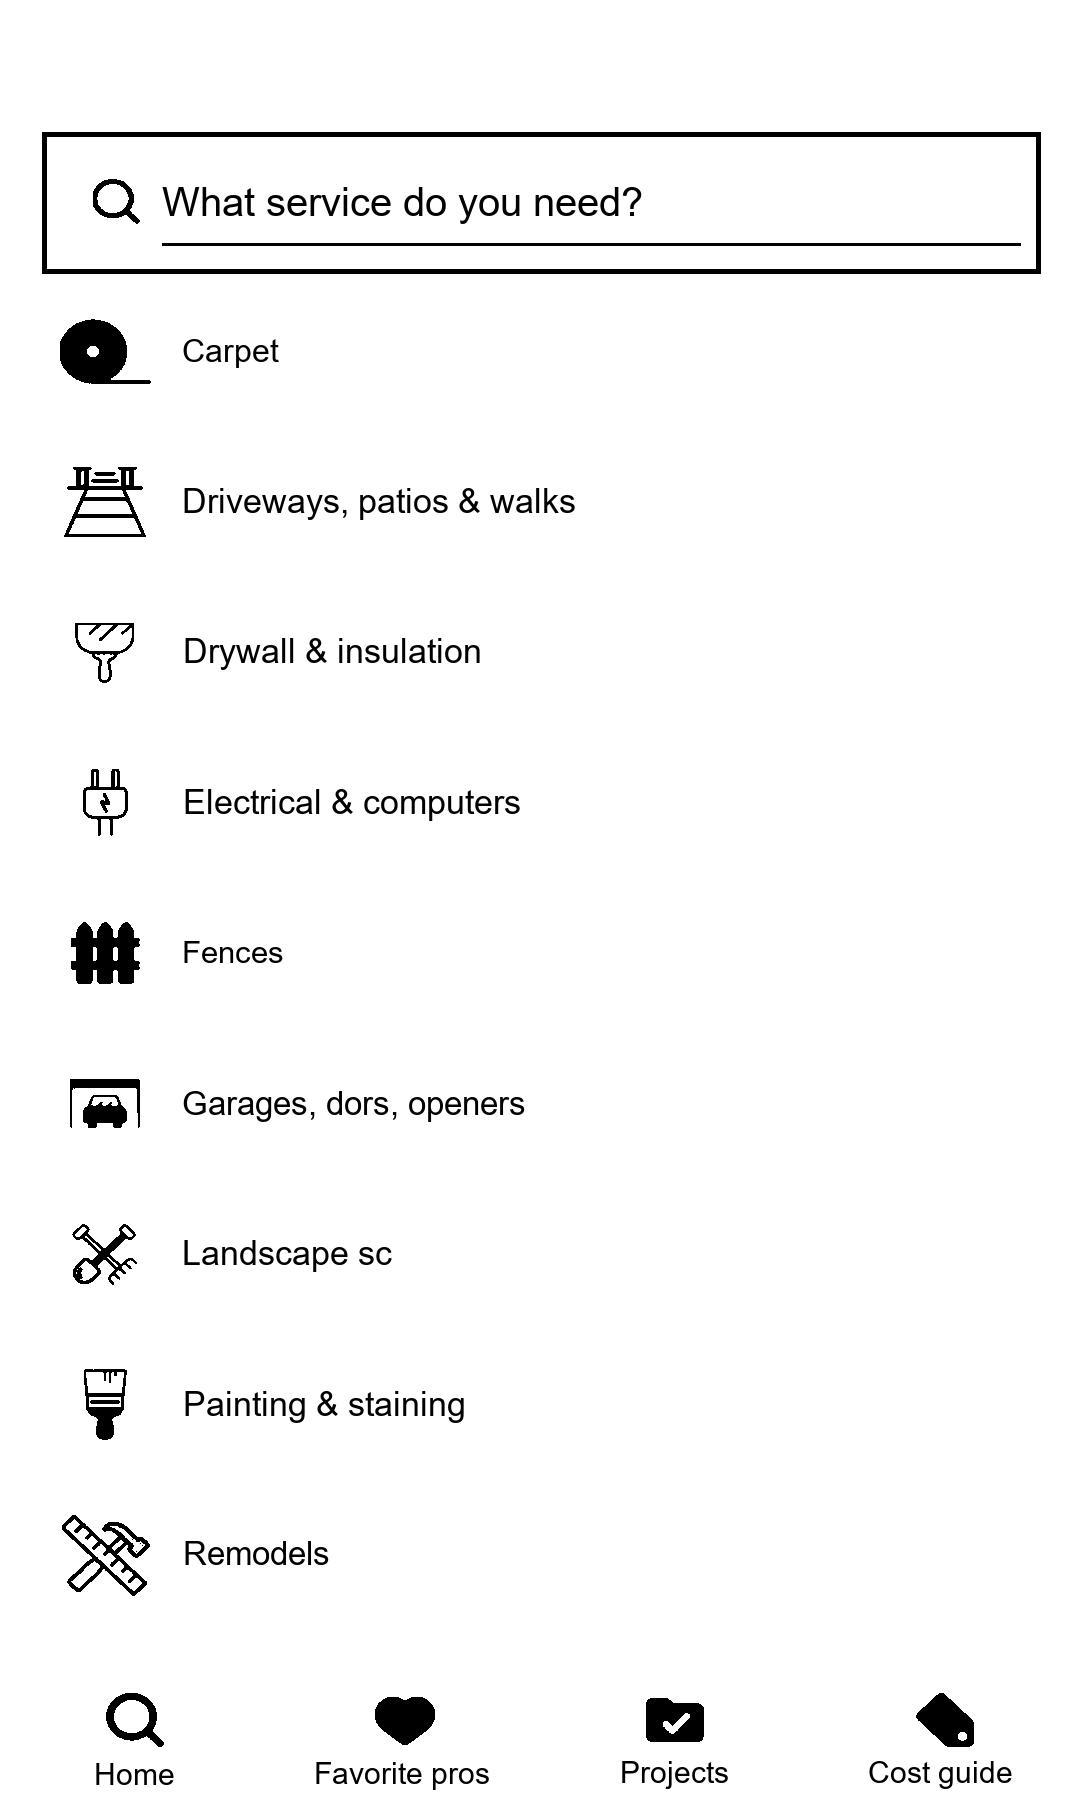 What service do you need?
Carpet
Driveways, patios & walks
Drywall & insulation
Electrical & computers
Fences
Garages, dors, openers
Landscape sc
Painting & staining
Remodels
Home
Favorite pros
Projects
Cost guide